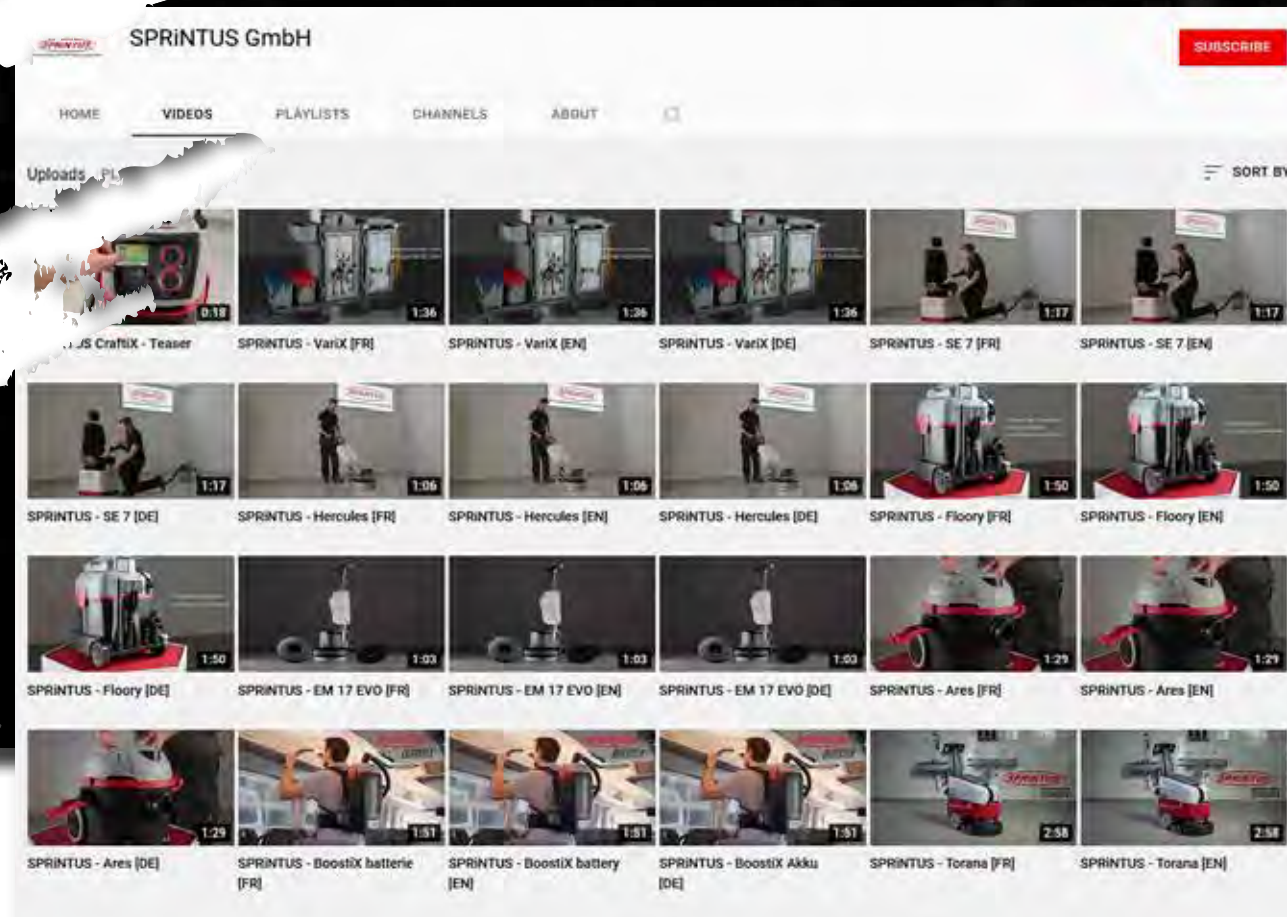 SPRiNTUS
SPRiNTUS GmbH
SUBSCRIBE
HOME VIDEOS PLAYLISTS CHANNELS ABOUT
Uploads PL
SORT BY
0:18 1:36 1:36 1:36 1:17 1:17
US CraftiX - Teaser SPRiNTUS - VariX [FR] SPRiNTUS - VariX [EN] SPRiNTUS - VariX [DE] SPRiNTUS - SE 7 [FR] SPRiNTUS - SE 7 [EN]
1:17 1:06 1:06 1:06 1:50 1:50
SPRiNTUS - SE 7 [DE] SPRiNTUS - Hercules [FR] SPRiNTUS - Hercules [EN] SPRiNTUS - Hercules [DE] SPRiNTUS - Floory [FR] SPRiNTUS - Floory [EN]
1:50 1:03 1:03 1:03 1:29 1:29
SPRiNTUS - Floory [DE] SPRiNTUS - EM 17 EVO [FR] SPRiNTUS - EM 17 EVO [EN] SPRiNTUS - EM 17 EVO [DE] SPRiNTUS - Ares [FR] SPRiNTUS - Ares [EN]
SPRiNTUS SPRiNTUS
1:29 1:51 1:51 1:51 2:58 2:58
SPRiNTUS - Ares [DE] SPRiNTUS - BoostiX batterie SPRiNTUS - BoostiX battery SPRiNTUS - BoostiX Akku SPRiNTUS - Torana [FR] SPRiNTUS - Torana [EN]
[FR] [EN] [DE]